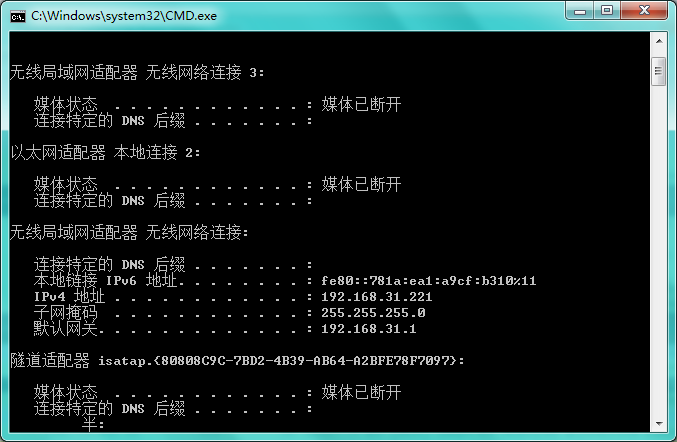 C:\Windows\system32\CMD.exe
无线局域网适配器 无线网络连接 3:
媒体状态 . . . . . . . . . . . . : 媒体已断开
连接特定的 DNS 后缀 . . . . . . . :
以太网适配器 本地连接 2:
媒体状态 . . . . . . . . . . . . : 媒体已断开
连接特定的 DNS 后缀 . . . . . . . :
无线局域网适配器 无线网络连接:
连接特定的 DNS 后缀 . . . . . . . :
本地链接 IPv6 地址. . . . . . . . : fe80::781a:ea1:a9cf:b310%11
IPv4 地址 . . . . . . . . . . . . : 192.168.31.221
子网掩码 . . . . . . . . . . . . : 255.255.255.0
默认网关. . . . . . . . . . . . . : 192.168.31.1
隧道适配器 isatap.{80808C9C-7BD2-4B39-AB64-A2BFE78F7097}:
媒体状态 . . . . . . . . . . . . : 媒体已断开
连接特定的 DNS 后缀 . . . . . . . :
半: